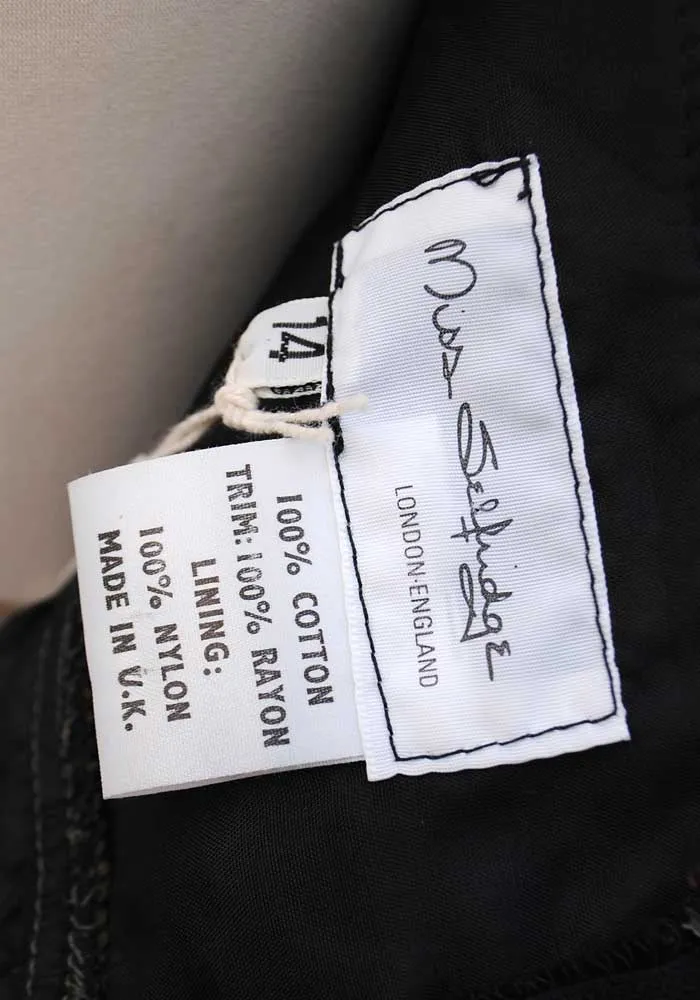 Miss Selfridge
LONDON·ENGLAND
14
100% COTTON
TRIM: 100% RAYON
LINING:
100% NYLON
MADE IN U.K.